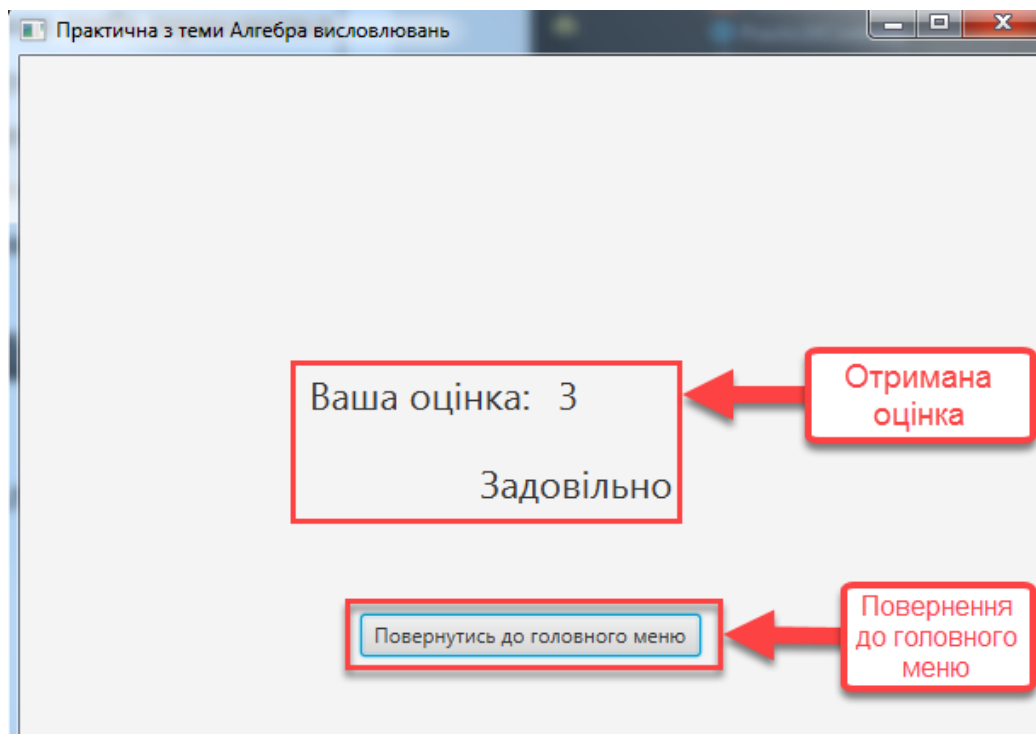 Практична з теми Алгебра висловлювань
Ваша оцінка: 3
Задовільно
Отримана
оцінка
Повернутись до головного меню
Повернення
до головного
меню